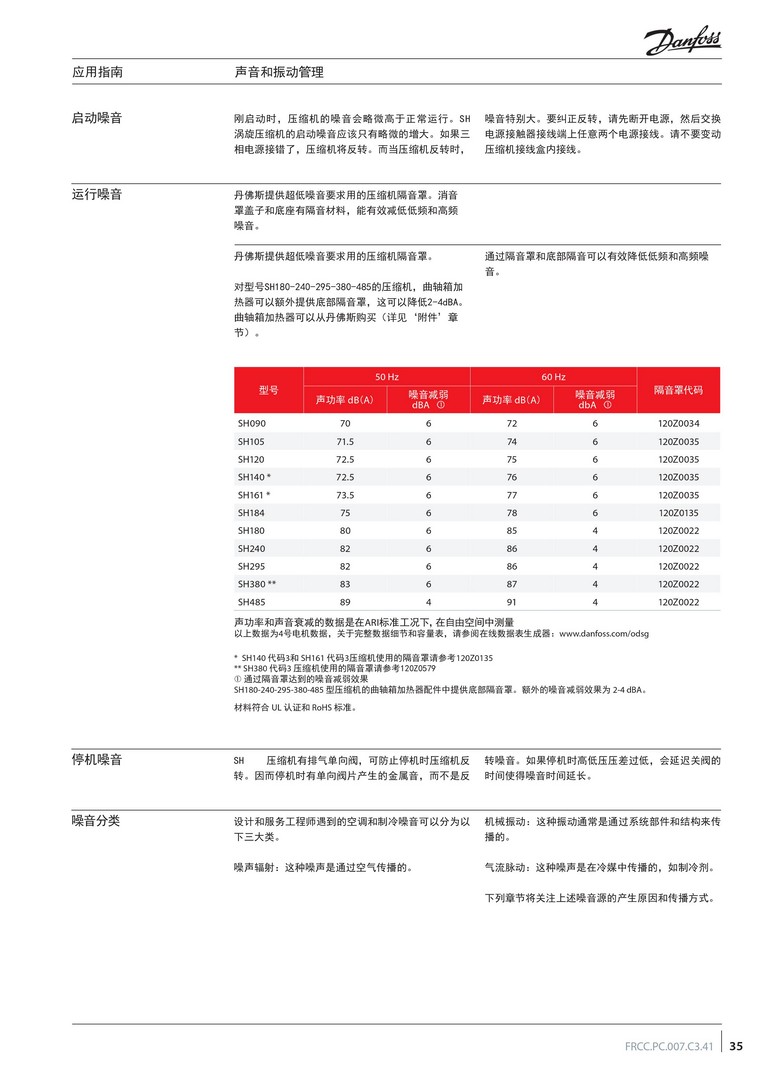 Danfoss
应用指南
声音和振动管理
启动噪音
刚启动时，压缩机的噪音会略微高于正常运行。SH
涡旋压缩机的启动噪音应该只有略微的增大。如果三
相电源接错了，压缩机将反转。而当压缩机反转时，
噪音特别大。要纠正反转，请先断开电源，然后交换
电源接触器接线端上任意两个电源接线。请不要变动
压缩机接线盒内接线。
运行噪音
丹佛斯提供超低噪音要求用的压缩机隔音罩。消音
罩盖子和底座有隔音材料，能有效减低低频和高频
噪音。
丹佛斯提供超低噪音要求用的压缩机隔音罩。
对型号SH180-240-295-380-485的压缩机，曲轴箱加
热器可以额外提供底部隔音罩，这可以降低2-4dBA。
曲轴箱加热器可以从丹佛斯购买（详见‘附件’章
节）。
通过隔音罩和底部隔音可以有效降低低频和高频噪
音。
型号 50 Hz 60 Hz 隔音罩代码
声功率 dB(A) 噪音减弱 dBA ① 声功率 dB(A) 噪音减弱 dbA ①
SH090 70 6 72 6 120Z0034
SH105 71.5 6 74 6 120Z0035
SH120 72.5 6 75 6 120Z0035
SH140 * 72.5 6 76 6 120Z0035
SH161 * 73.5 6 77 6 120Z0035
SH184 75 6 78 6 120Z0135
SH180 80 6 85 4 120Z0022
SH240 82 6 86 4 120Z0022
SH295 82 6 86 4 120Z0022
SH380 ** 83 6 87 4 120Z0022
SH485 89 4 91 4 120Z0022
声功率和声音衰减的数据是在ARI标准工况下, 在自由空间中测量
以上数据为4号电机数据，关于完整数据细节和容量表，请参阅在线数据表生成器：www.danfoss.com/odsg
* SH140 代码3和 SH161 代码3压缩机使用的隔音罩请参考120Z0135
** SH380 代码3 压缩机使用的隔音罩请参考120Z0579
① 通过隔音罩达到的噪音减弱效果
SH180-240-295-380-485 型压缩机的曲轴箱加热器配件中提供底部隔音罩。额外的噪音减弱效果为 2-4 dBA。
材料符合 UL 认证和 RoHS 标准。
停机噪音
SH 压缩机有排气单向阀，可防止停机时压缩机反
转。因而停机时有单向阀片产生的金属音，而不是反
转噪音。如果停机时高低压压差过低，会延迟关阀的
时间使得噪音时间延长。
噪音分类
设计和服务工程师遇到的空调和制冷噪音可以分为以
下三大类。
噪声辐射：这种噪声是通过空气传播的。
机械振动：这种振动通常是通过系统部件和结构来传
播的。
气流脉动：这种噪声是在冷媒中传播的，如制冷剂。
下列章节将关注上述噪音源的产生原因和传播方式。
FRCC.PC.007.C3.41 35